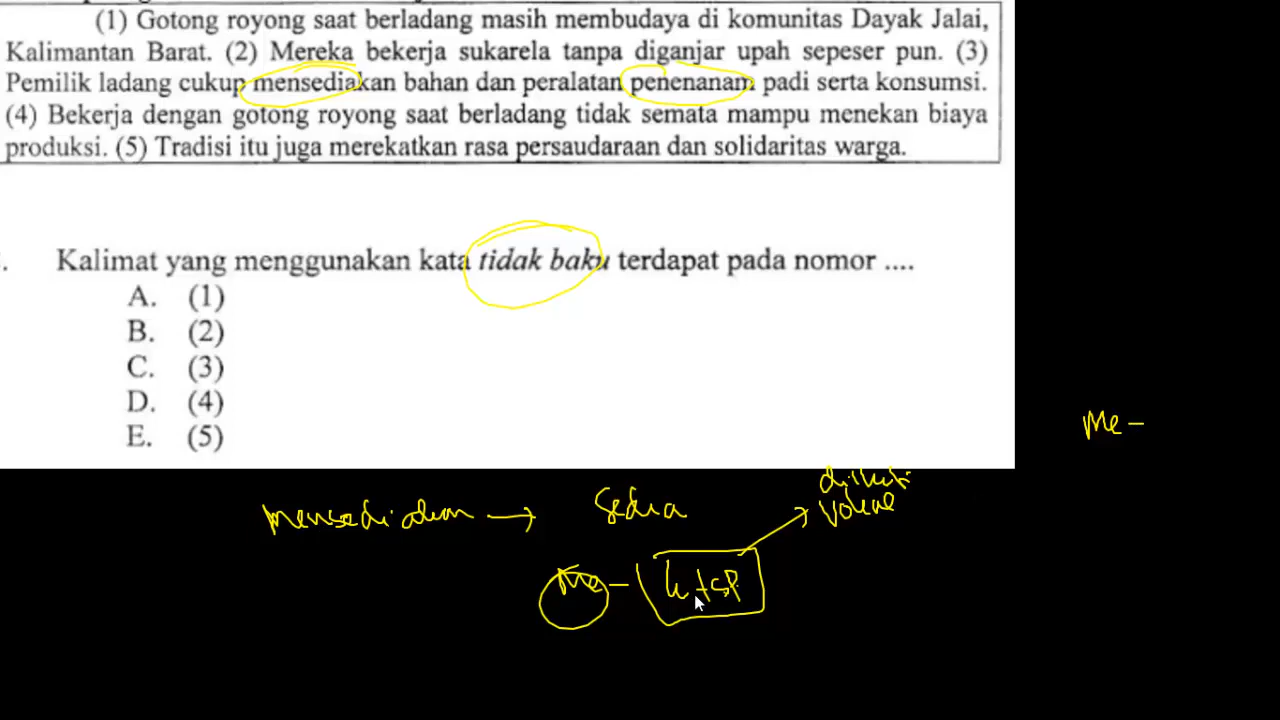 (1) Gotong royong saat berladang masih membudaya di komunitas Dayak Jalai,
Kalimantan Barat. (2) Mereka bekerja sukarela tanpa diganjar upah sepeser pun. (3)
Pemilik ladang cukup mensediakan bahan dan peralatan penenanam padi serta konsumsi.
(4) Bekerja dengan gotong royong saat berladang tidak semata mampu menekan biaya
produksi. (5) Tradisi itu juga merekatkan rasa persaudaraan dan solidaritas warga.
Kalimat yang menggunakan kata tidak baku terdapat pada nomor ....
A. (1)
B. (2)
C. (3)
D. (4)
E. (5)
Me -
mensediakan → Sedia
diikuti
vokal
Me - ktsp